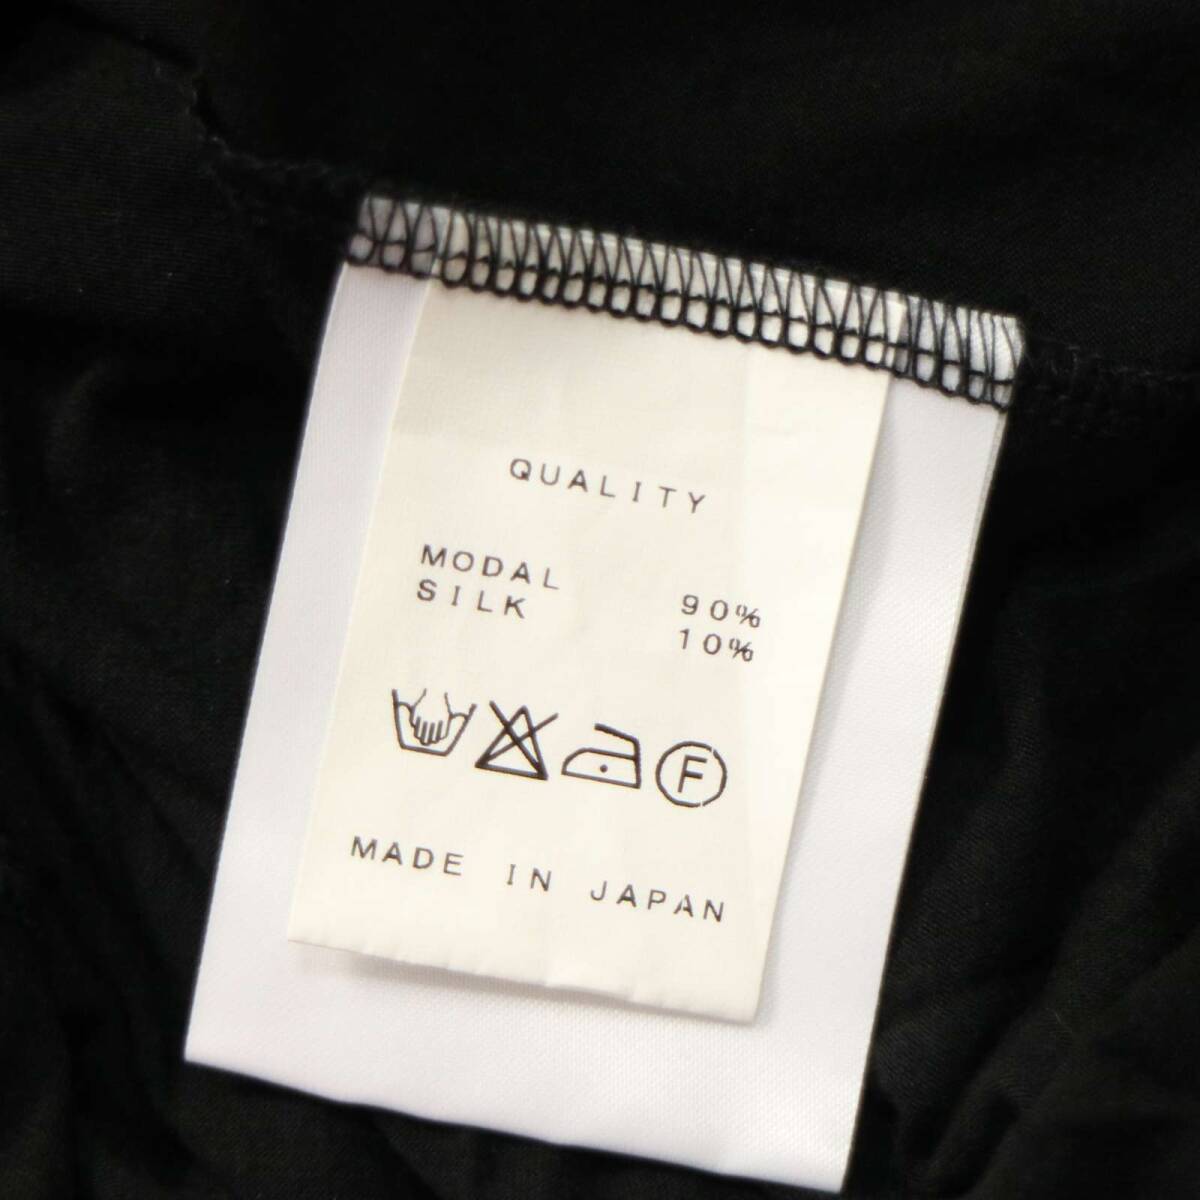 QUALITY
MODAL 90%
SILK 10%
F
MADE IN JAPAN